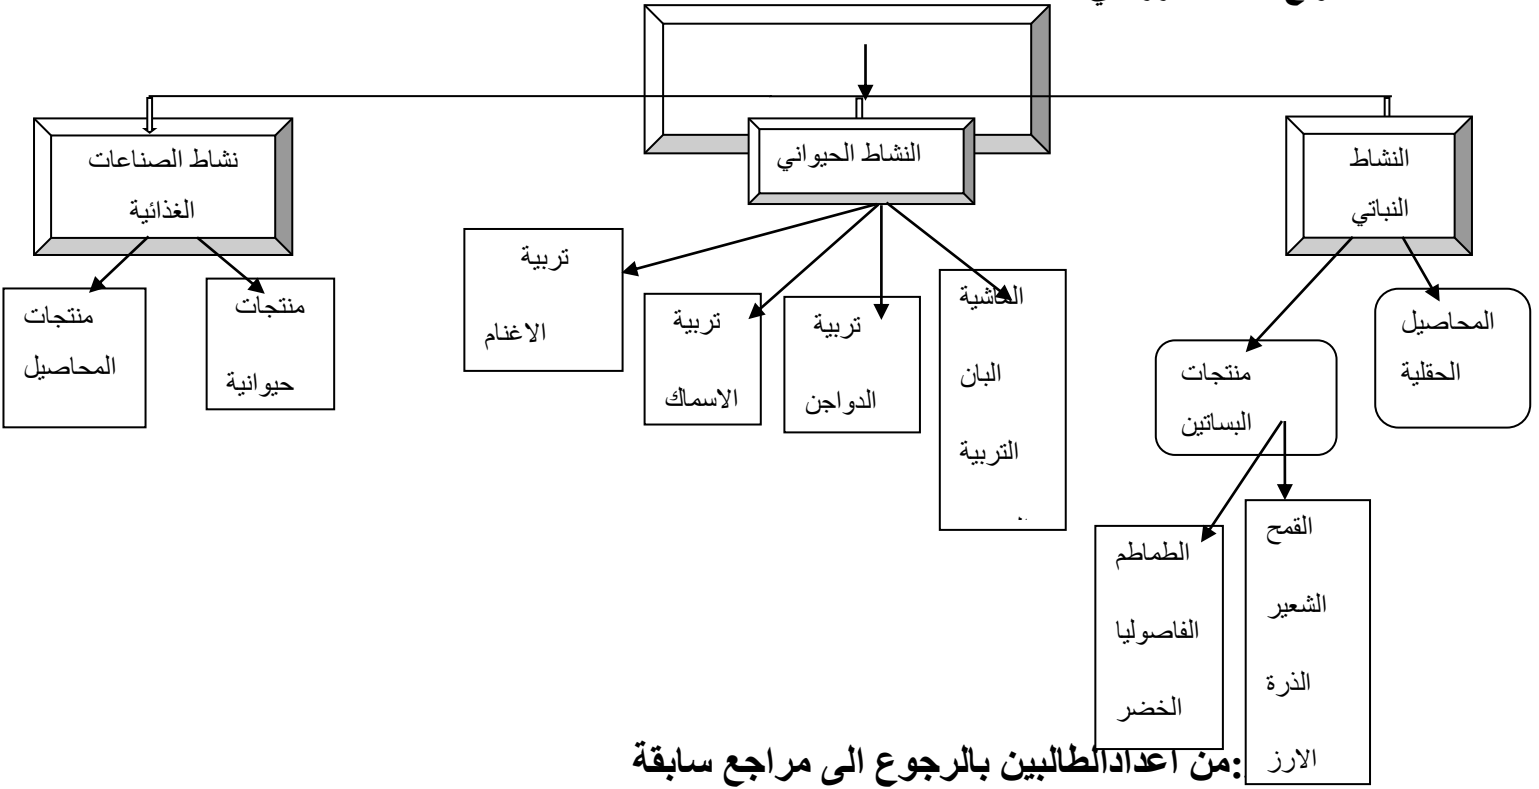 النشاط
النباتي
النشاط الحيواني
نشاط الصناعات
الغذائية
المحاصيل
الحقلية
منتجات
البساتين
الماشية
البان
التربية
تربية
الدواجن
تربية
الاسماك
تربية
الاغنام
منتجات
حيوانية
منتجات
المحاصيل
القمح
الشعير
الذرة
الارز
الطماطم
الفاصوليا
الخضر
:من اعدادالطالبين بالرجوع الى مراجع سابقة